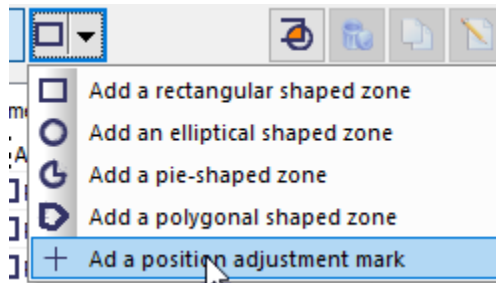 Add a rectangular shaped zone
Add an elliptical shaped zone
Add a pie-shaped zone
Add a polygonal shaped zone
Ad a position adjustment mark